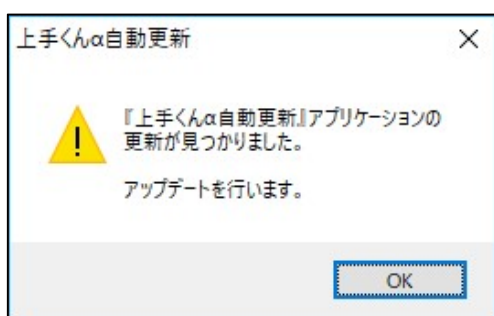 上手くんα自動更新
『上手くんα自動更新』アプリケーションの
更新が見つかりました。
アップデートを行います。
OK